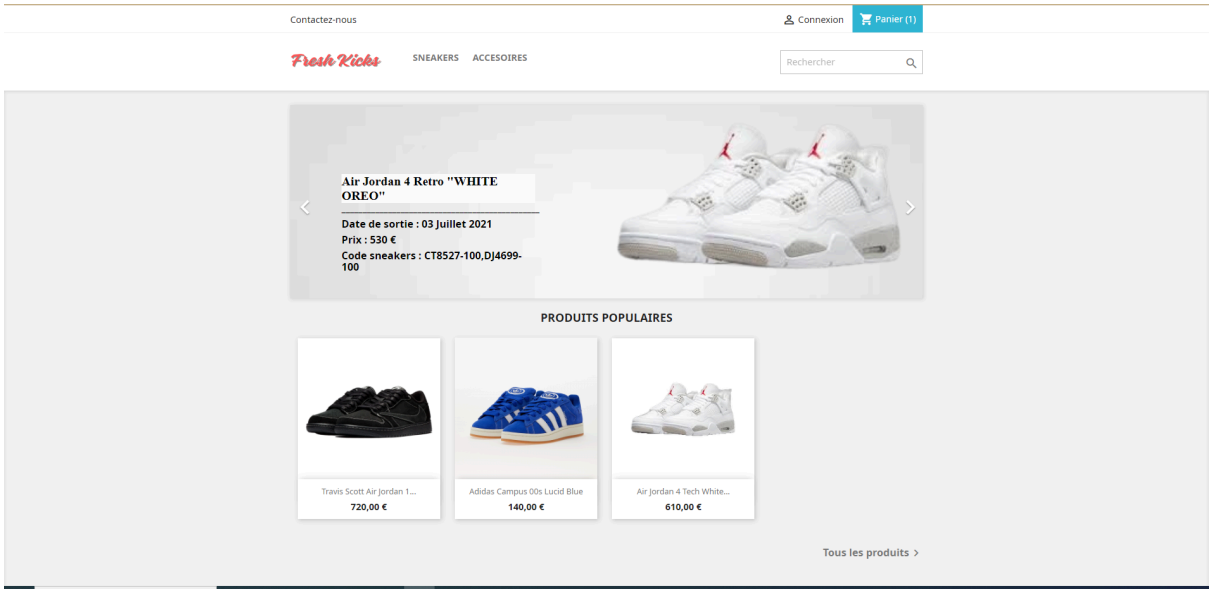 Contactez-nous
Connexion
Panier (1)
Fresh Kicks
SNEAKERS
ACCESOIRES
Rechercher
Air Jordan 4 Retro "WHITE
OREO"
Date de sortie : 03 Juillet 2021
Prix : 530 €
Code sneakers : CT8527-100,DJ4699-
100
PRODUITS POPULAIRES
Travis Scott Air Jordan 1...
720,00 €
Adidas Campus 00s Lucid Blue
140,00 €
Air Jordan 4 Tech White...
610,00 €
Tous les produits